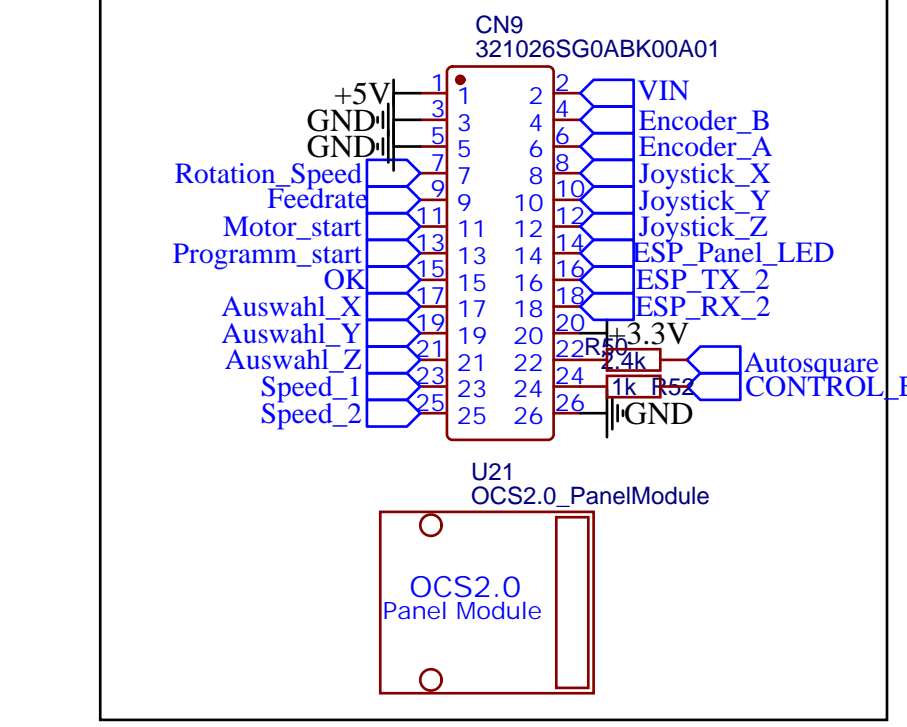 CN9
321026SG0ABK00A01
+5V 1 1 2 2 VIN
GND 3 3 4 4 Encoder_B
GND 5 5 6 6 Encoder_A
Rotation_Speed 7 7 8 8 Joystick_X
Feedrate 9 9 10 10 Joystick_Y
Motor_start 11 11 12 12 Joystick_Z
Programm_start 13 13 14 14 ESP_Panel_LED
OK 15 15 16 16 ESP_TX_2
Auswahl_X 17 17 18 18 ESP_RX_2
Auswahl_Y 19 19 20 20 +3.3V
Auswahl_Z 21 21 22 22 R50 2.4k Autosquare
Speed_1 23 23 24 24 1k R52
Speed_2 25 25 26 26 GND
U21
OCS2.0_PanelModule
OCS2.0
Panel Module